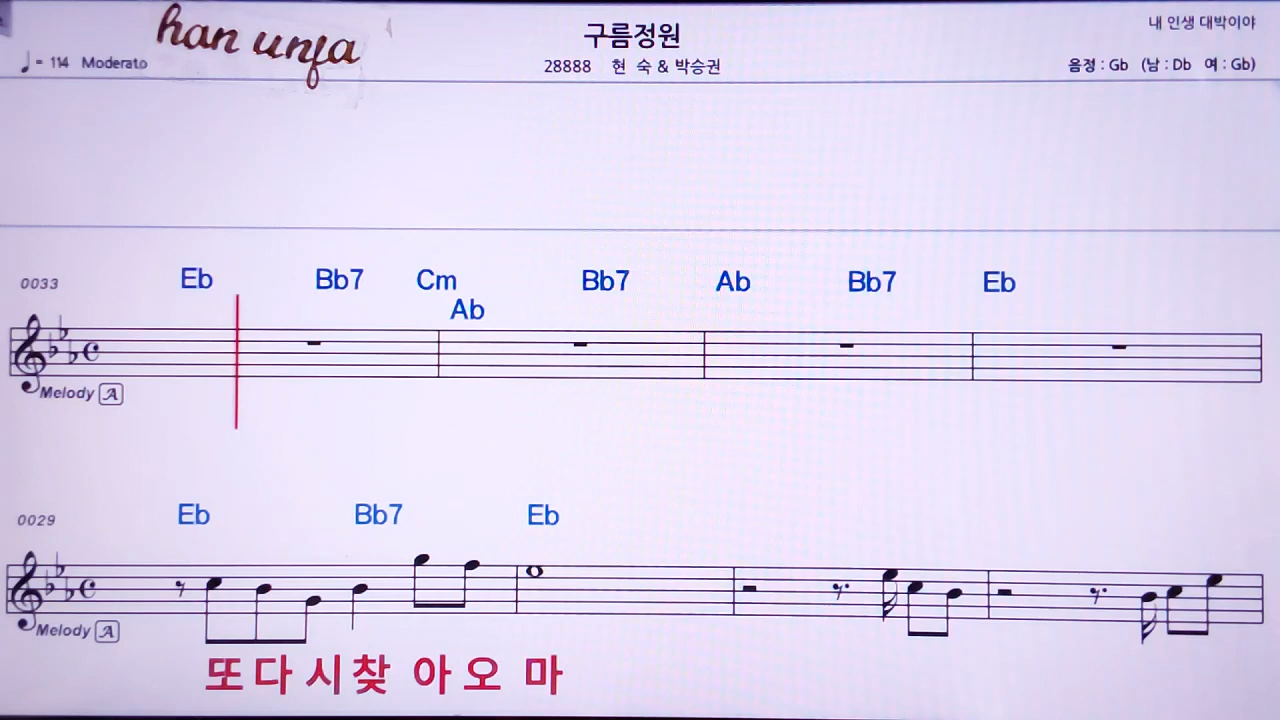 han unja
구름정원
내 인생 대박이야
♩= 114 Moderato
28888 현 숙 & 박승권
음정 : Gb (남 : Db 여 : Gb)
0033
Eb Bb7 Cm Bb7 Ab Bb7 Eb
Ab
Melody A
0029
Eb Bb7 Eb
Melody A
또 다 시 찾 아 오 마